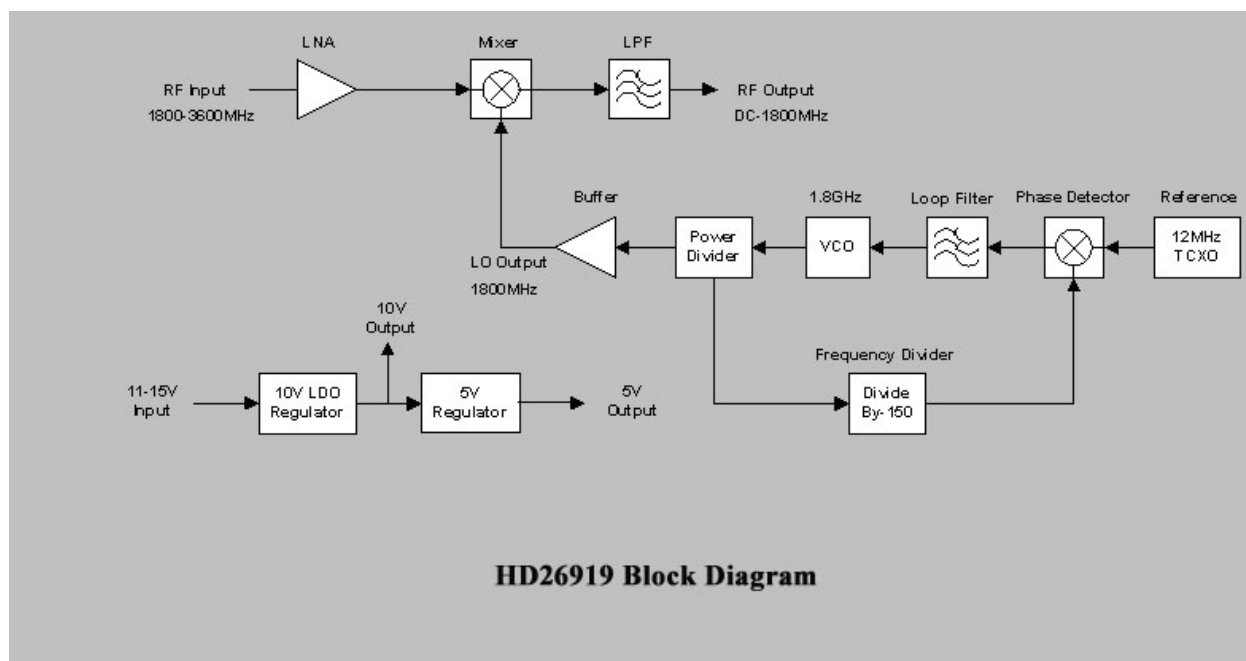 LNA
Mixer
LPF
RF Input
1800-3600MHz
RF Output
DC-1800MHz
Buffer
1.8GHz
Loop Filter
Phase Detector
Reference
Power
Divider
VCO
12MHz
TCXO
LO Output
1800MHz
10V
Output
Frequency Divider
11-15V
Input
10V LDO
Regulator
5V
Regulator
5V
Output
Divide
By-150
HD26919 Block Diagram